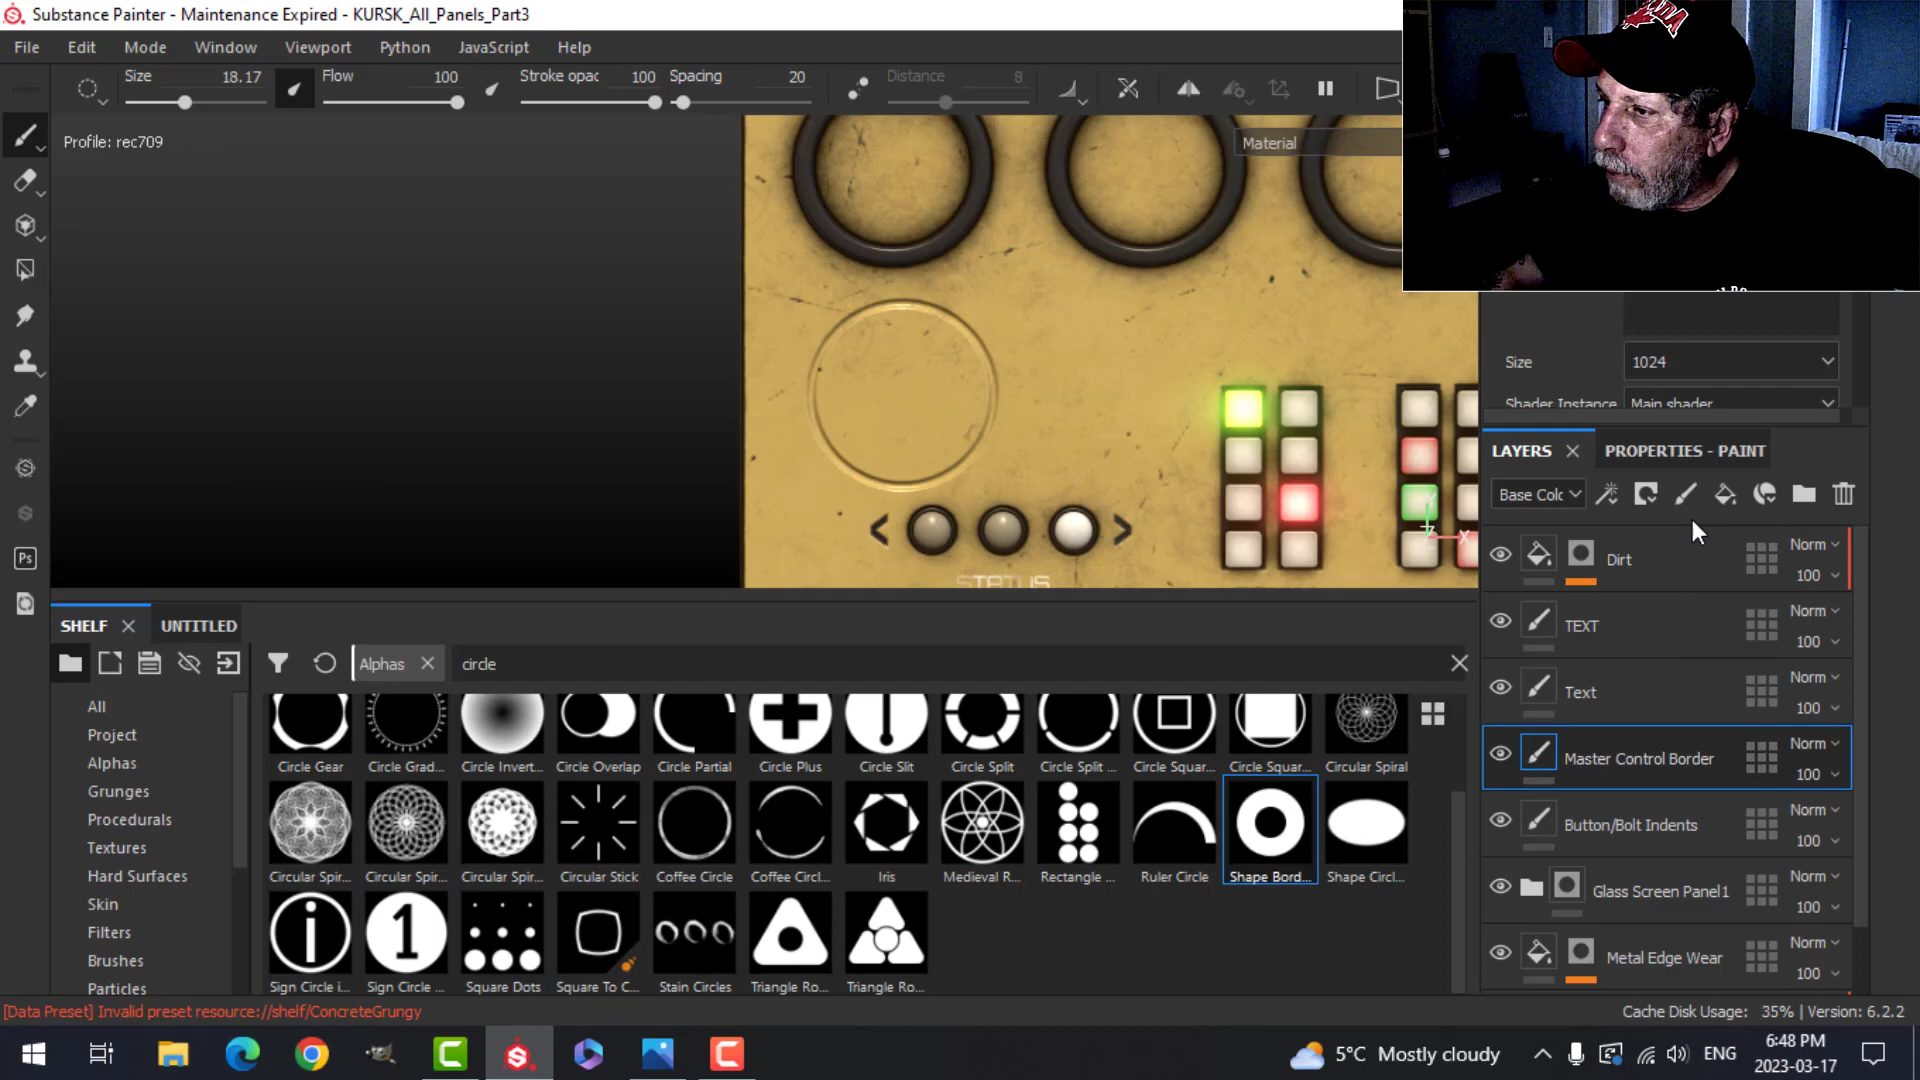 Substance Painter - Maintenance Expired - KURSK_All_Panels_Part3
File Edit Mode Window Viewport Python JavaScript Help
Size 18.17 Flow 100 Stroke opac 100 Spacing 20 Distance 8
Profile: rec709
Material
Size 1024
Shader Instance Main shader
LAYERS PROPERTIES - PAINT
Base Colc
Dirt Norm 100
TEXT Norm 100
Text Norm 100
Master Control Border Norm 100
Button/Bolt Indents Norm 100
Glass Screen Panel1 Norm 100
Metal Edge Wear Norm 100
< >
STATUS
Y
X
SHELF UNTITLED
Alphas circle
All
Project
Alphas
Grunges
Procedurals
Textures
Hard Surfaces
Skin
Filters
Brushes
Particles
Circle Gear Circle Grad... Circle Invert... Circle Overlap Circle Partial Circle Plus Circle Slit Circle Split Circle Split ... Circle Squar... Circle Squar... Circular Spiral
Circular Spir... Circular Spir... Circular Spir... Circular Stick Coffee Circle Coffee Circl... Iris Medieval R... Rectangle ... Ruler Circle Shape Bord... Shape Circl...
i 1
Sign Circle i... Sign Circle ... Square Dots Square To C... Stain Circles Triangle Ro... Triangle Ro...
[Data Preset] Invalid preset resource://shelf/ConcreteGrungy
Cache Disk Usage: 35% | Version: 6.2.2
5°C Mostly cloudy ENG 6:48 PM
2023-03-17